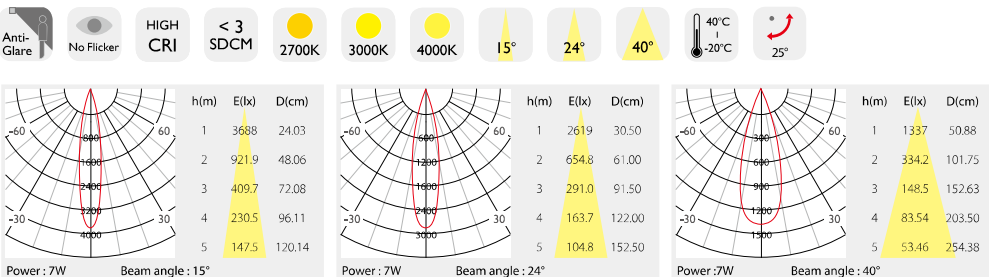 Anti-
Glare
No Flicker
HIGH
CRI
< 3
SDCM
2700K
3000K
4000K
15°
24°
40°
40°C
-20°C
25°
h(m) E(lx) D(cm)
-60 60
800
1 3688 24.03
1600
2 921.9 48.06
2400
3 409.7 72.08
3200
-30 30
4 230.5 96.11
4000
5 147.5 120.14
Power : 7W Beam angle : 15°
h(m) E(lx) D(cm)
-60 60
600
1 2619 30.50
1200
2 654.8 61.00
1600
3 291.0 91.50
2400
-30 30
4 163.7 122.00
3000
5 104.8 152.50
Power : 7W Beam angle : 24°
h(m) E(lx) D(cm)
-60 60
300
1 1337 50.88
600
2 334.2 101.75
900
3 148.5 152.63
1200
-30 30
4 83.54 203.50
1500
5 53.46 254.38
Power : 7W Beam angle : 40°